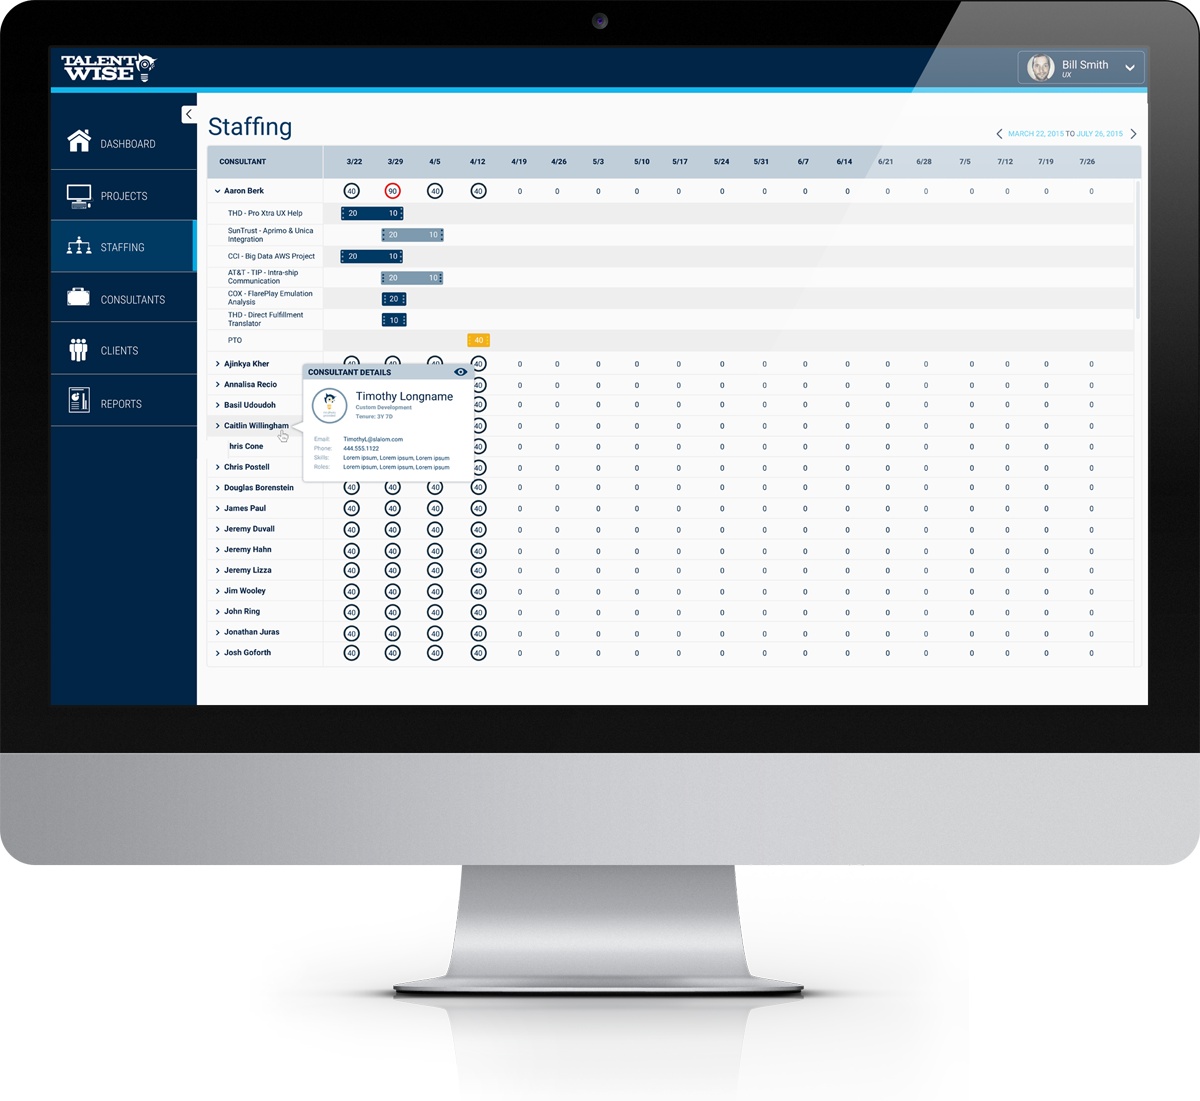 TALENT
WISE
Bill Smith
UX
DASHBOARD
PROJECTS
STAFFING
CONSULTANTS
CLIENTS
REPORTS
Staffing
MARCH 22, 2015 TO JULY 26, 2015
CONSULTANT 3/22 3/29 4/5 4/12 4/19 4/26 5/3 5/10 5/17 5/24 5/31 6/7 6/14 6/21 6/28 7/5 7/12 7/19 7/26
Aaron Berk 40 90 40 40 0 0 0 0 0 0 0 0 0 0 0 0 0 0 0
THD - Pro Xtra UX Help 20 10
SunTrust - Aprimo & Unica
Integration 20 10
CCI - Big Data AWS Project 20 10
AT&T - TIP - Intra-ship
Communication 20 10
COX - FlarePlay Emulation
Analysis 20
THD - Direct Fulfillment
Translator 10
PTO 40
Ajinkya Kher 40 40 40 40 0 0 0 0 0 0 0 0 0 0 0 0 0 0 0
Annalisa Recio 40 0 0 0 0 0 0 0 0 0 0 0 0 0 0 0
Basil Udoudoh 40 0 0 0 0 0 0 0 0 0 0 0 0 0 0 0
Caitlin Willingham 40 0 0 0 0 0 0 0 0 0 0 0 0 0 0 0
hris Cone 40 0 0 0 0 0 0 0 0 0 0 0 0 0 0 0
Chris Postell 40 0 0 0 0 0 0 0 0 0 0 0 0 0 0 0
Douglas Borenstein 40 40 40 40 0 0 0 0 0 0 0 0 0 0 0 0 0 0 0
James Paul 40 40 40 40 0 0 0 0 0 0 0 0 0 0 0 0 0 0 0
Jeremy Duvall 40 40 40 40 0 0 0 0 0 0 0 0 0 0 0 0 0 0 0
Jeremy Hahn 40 40 40 40 0 0 0 0 0 0 0 0 0 0 0 0 0 0 0
Jeremy Lizza 40 40 40 40 0 0 0 0 0 0 0 0 0 0 0 0 0 0 0
Jim Wooley 40 40 40 40 0 0 0 0 0 0 0 0 0 0 0 0 0 0 0
John Ring 40 40 40 40 0 0 0 0 0 0 0 0 0 0 0 0 0 0 0
Jonathan Juras 40 40 40 40 0 0 0 0 0 0 0 0 0 0 0 0 0 0 0
Josh Goforth 40 40 40 40 0 0 0 0 0 0 0 0 0 0 0 0 0 0 0
CONSULTANT DETAILS
Timothy Longname
Custom Development
Tenure: 3Y 7D
Email: TimothyL@slalom.com
Phone: 444.555.1122
Skills: Lorem ipsum, Lorem ipsum, Lorem ipsum
Roles: Lorem ipsum, Lorem ipsum, Lorem ipsum